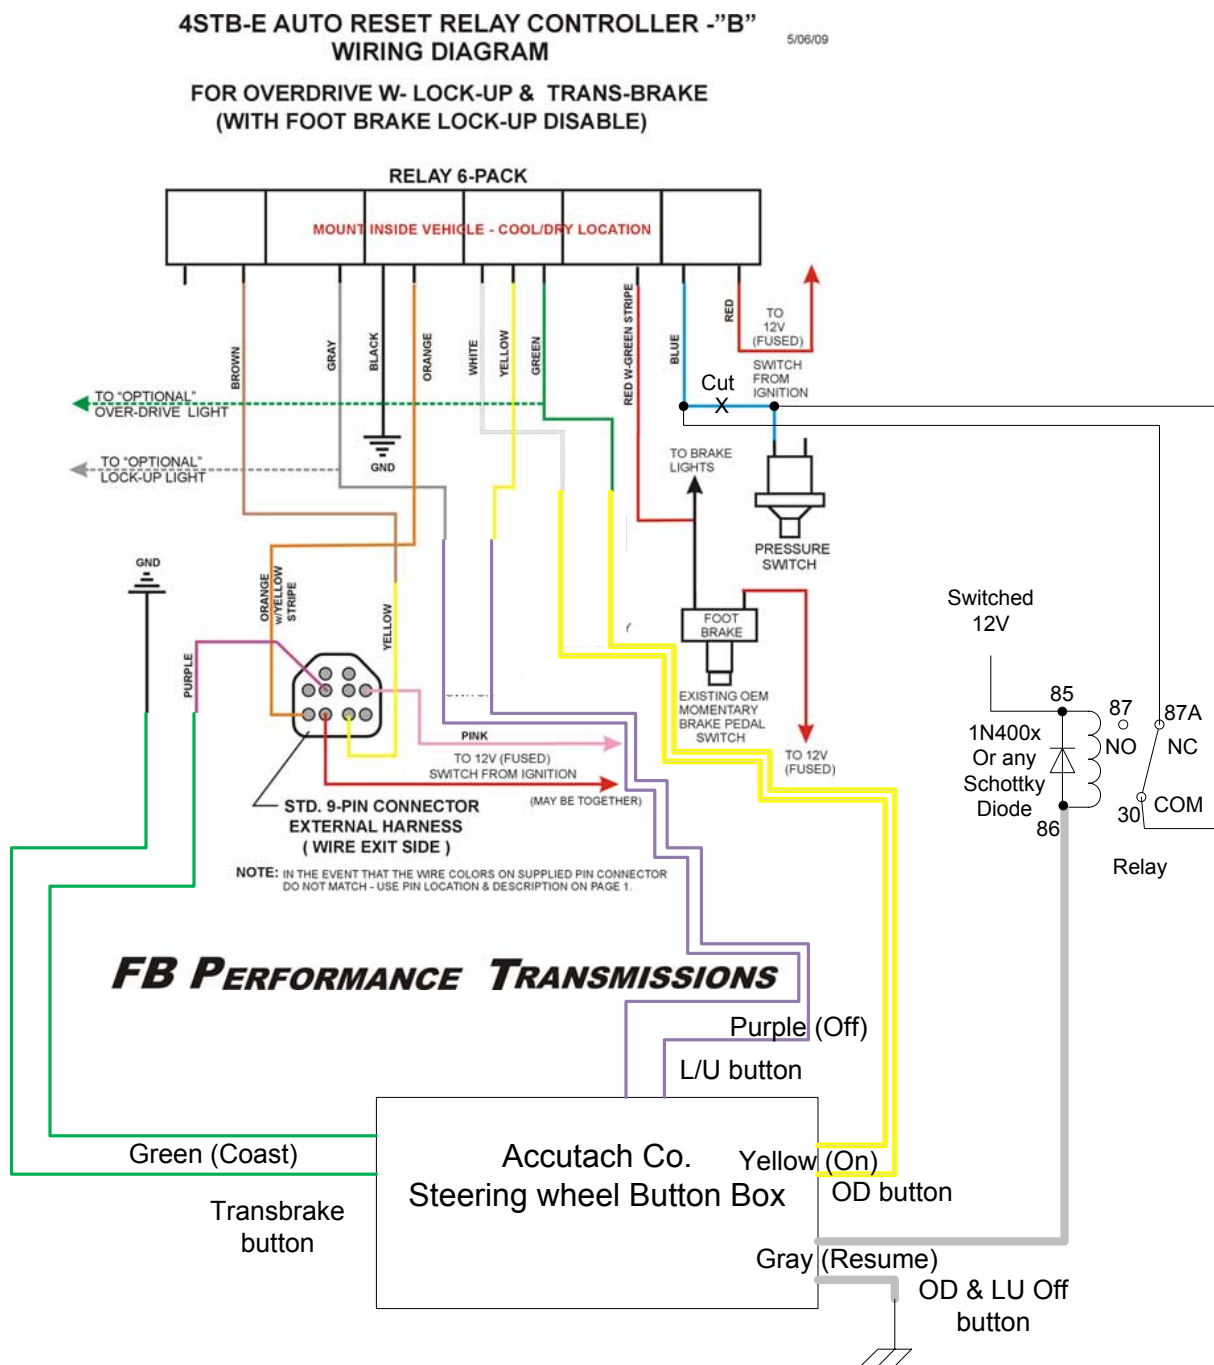 4STB-E AUTO RESET RELAY CONTROLLER -"B"
WIRING DIAGRAM
5/06/09
FOR OVERDRIVE W- LOCK-UP & TRANS-BRAKE
(WITH FOOT BRAKE LOCK-UP DISABLE)
RELAY 6-PACK
MOUNT INSIDE VEHICLE - COOL/DRY LOCATION
BROWN
GRAY
BLACK
ORANGE
WHITE
YELLOW
GREEN
RED W-GREEN STRIPE
BLUE
RED
TO
12V
(FUSED)
SWITCH
FROM
IGNITION
Cut
X
TO "OPTIONAL"
OVER-DRIVE LIGHT
TO "OPTIONAL"
LOCK-UP LIGHT
GND
TO BRAKE
LIGHTS
PRESSURE
SWITCH
GND
ORANGE
w/YELLOW
STRIPE
YELLOW
PURPLE
FOOT
BRAKE
EXISTING OEM
MOMENTARY
BRAKE PEDAL
SWITCH
TO 12V
(FUSED)
Switched
12V
85
87
87A
1N400x
Or any
Schottky
Diode
NO
NC
30
COM
86
Relay
PINK
TO 12V (FUSED)
SWITCH FROM IGNITION
(MAY BE TOGETHER)
STD. 9-PIN CONNECTOR
EXTERNAL HARNESS
( WIRE EXIT SIDE )
NOTE: IN THE EVENT THAT THE WIRE COLORS ON SUPPLIED PIN CONNECTOR
DO NOT MATCH - USE PIN LOCATION & DESCRIPTION ON PAGE 1.
FB PERFORMANCE TRANSMISSIONS
Purple (Off)
L/U button
Green (Coast)
Transbrake
button
Accutach Co.
Steering wheel Button Box
Yellow (On)
OD button
Gray (Resume)
OD & LU Off
button